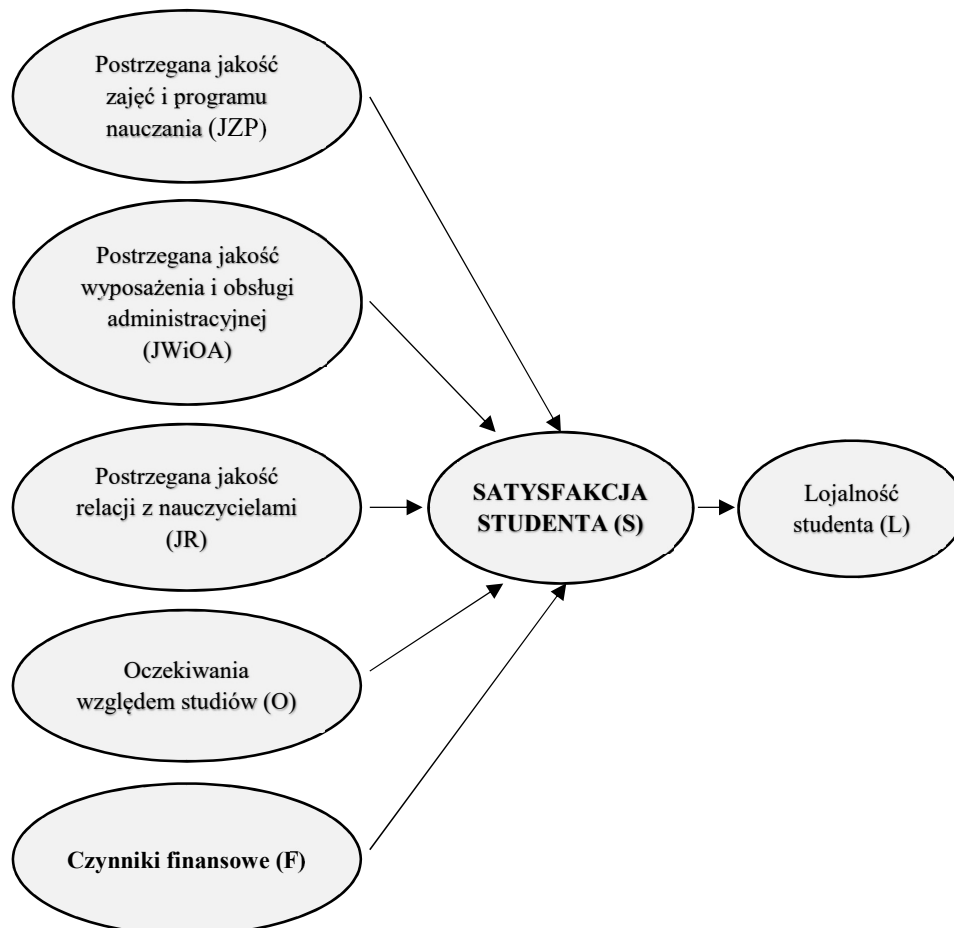 Postrzegana jakość
zajęć i programu
nauczania (JZP)
Postrzegana jakość
wyposażenia i obsługi
administracyjnej
(JWiOA)
Postrzegana jakość
relacji z nauczycielami
(JR)
Oczekiwania
względem studiów (O)
Czynniki finansowe (F)
SATYSFAKCJA
STUDENTA (S)
Lojalność
studenta (L)